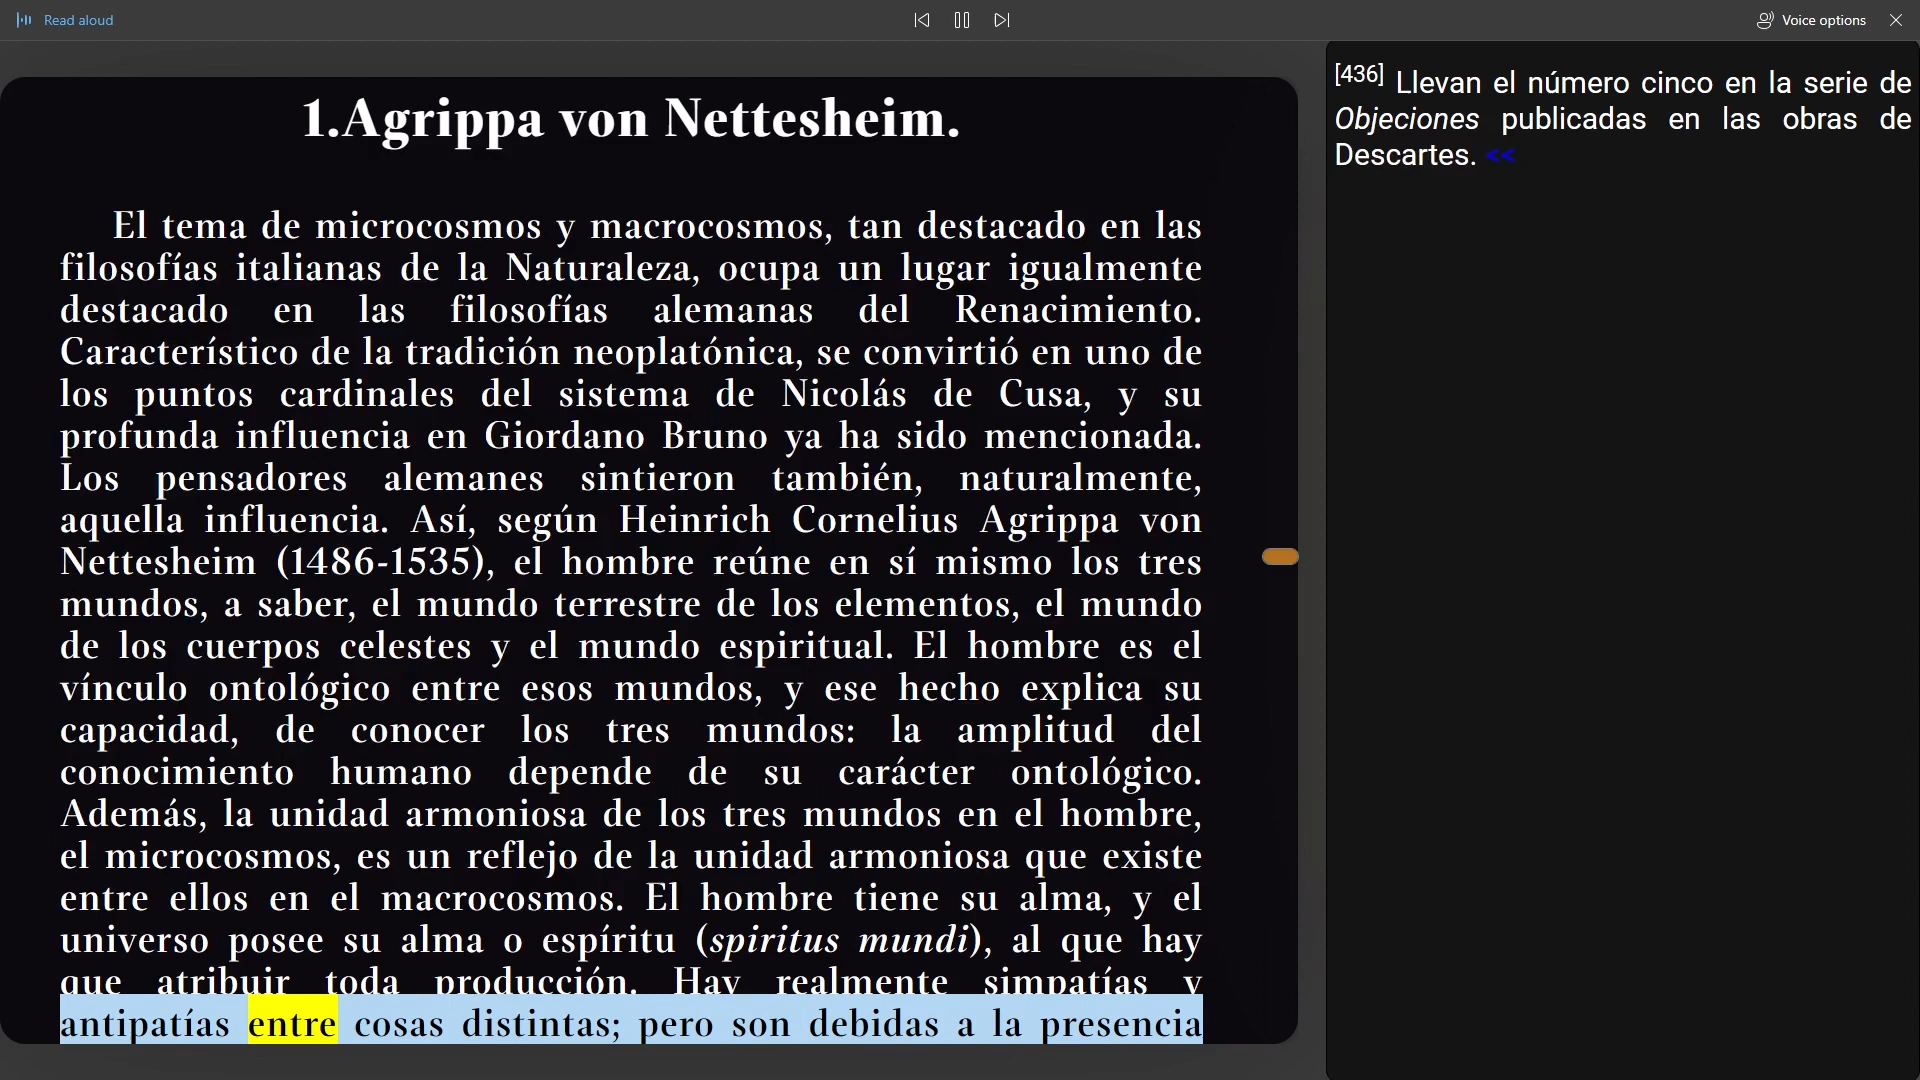 Read aloud
Voice options
1.Agrippa von Nettesheim.
El tema de microcosmos y macrocosmos, tan destacado en las
filosofías italianas de la Naturaleza, ocupa un lugar igualmente
destacado en las filosofías alemanas del Renacimiento.
Característico de la tradición neoplatónica, se convirtió en uno de
los puntos cardinales del sistema de Nicolás de Cusa, y su
profunda influencia en Giordano Bruno ya ha sido mencionada.
Los pensadores alemanes sintieron también, naturalmente,
aquella influencia. Así, según Heinrich Cornelius Agrippa von
Nettesheim (1486-1535), el hombre reúne en sí mismo los tres
mundos, a saber, el mundo terrestre de los elementos, el mundo
de los cuerpos celestes y el mundo espiritual. El hombre es el
vínculo ontológico entre esos mundos, y ese hecho explica su
capacidad, de conocer los tres mundos: la amplitud del
conocimiento humano depende de su carácter ontológico.
Además, la unidad armoniosa de los tres mundos en el hombre,
el microcosmos, es un reflejo de la unidad armoniosa que existe
entre ellos en el macrocosmos. El hombre tiene su alma, y el
universo posee su alma o espíritu (spiritus mundi), al que hay
que atribuir toda producción. Hay realmente simpatías y
antipatías entre cosas distintas; pero son debidas a la presencia
[436] Llevan el número cinco en la serie de
Objeciones publicadas en las obras de
Descartes. <<